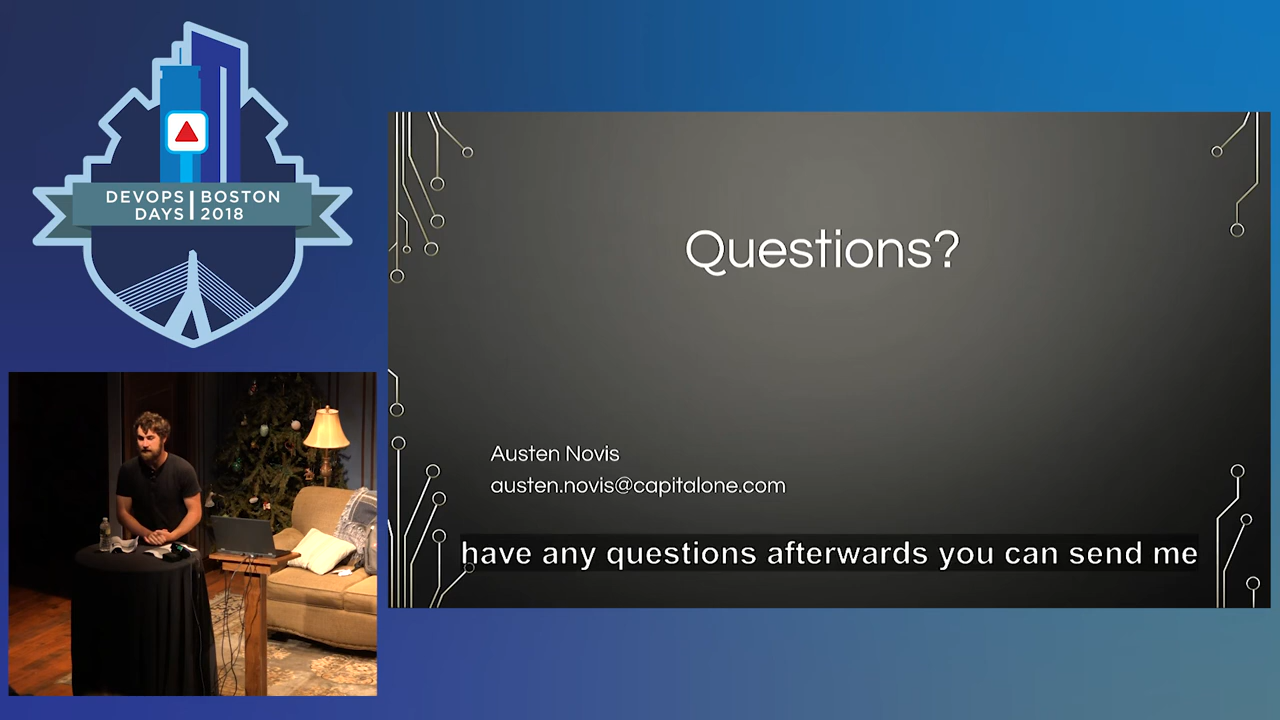 DEVOPS BOSTON
DAYS 2018
Questions?
Austen Novis
austen.novis@capitalone.com
have any questions afterwards you can send me